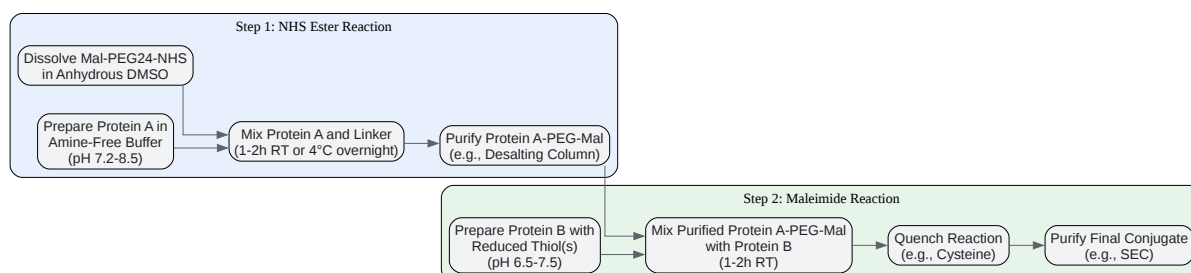 Step 1: NHS Ester Reaction
Dissolve Mal-PEG24-NHS
in Anhydrous DMSO
Prepare Protein A in
Amine-Free Buffer
(pH 7.2-8.5)
Mix Protein A and Linker
(1-2h RT or 4°C overnight)
Purify Protein A-PEG-Mal
(e.g., Desalting Column)
Step 2: Maleimide Reaction
Prepare Protein B with
Reduced Thiol(s)
(pH 6.5-7.5)
Mix Purified Protein A-PEG-Mal
with Protein B
(1-2h RT)
Quench Reaction
(e.g., Cysteine)
Purify Final Conjugate
(e.g., SEC)